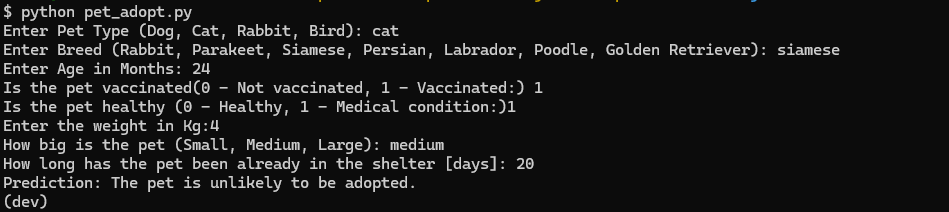 $ python pet_adopt.py
Enter Pet Type (Dog, Cat, Rabbit, Bird): cat
Enter Breed (Rabbit, Parakeet, Siamese, Persian, Labrador, Poodle, Golden Retriever): siamese
Enter Age in Months: 24
Is the pet vaccinated(0 - Not vaccinated, 1 - Vaccinated:) 1
Is the pet healthy (0 - Healthy, 1 - Medical condition:)1
Enter the weight in Kg:4
How big is the pet (Small, Medium, Large): medium
How long has the pet been already in the shelter [days]: 20
Prediction: The pet is unlikely to be adopted.
(dev)